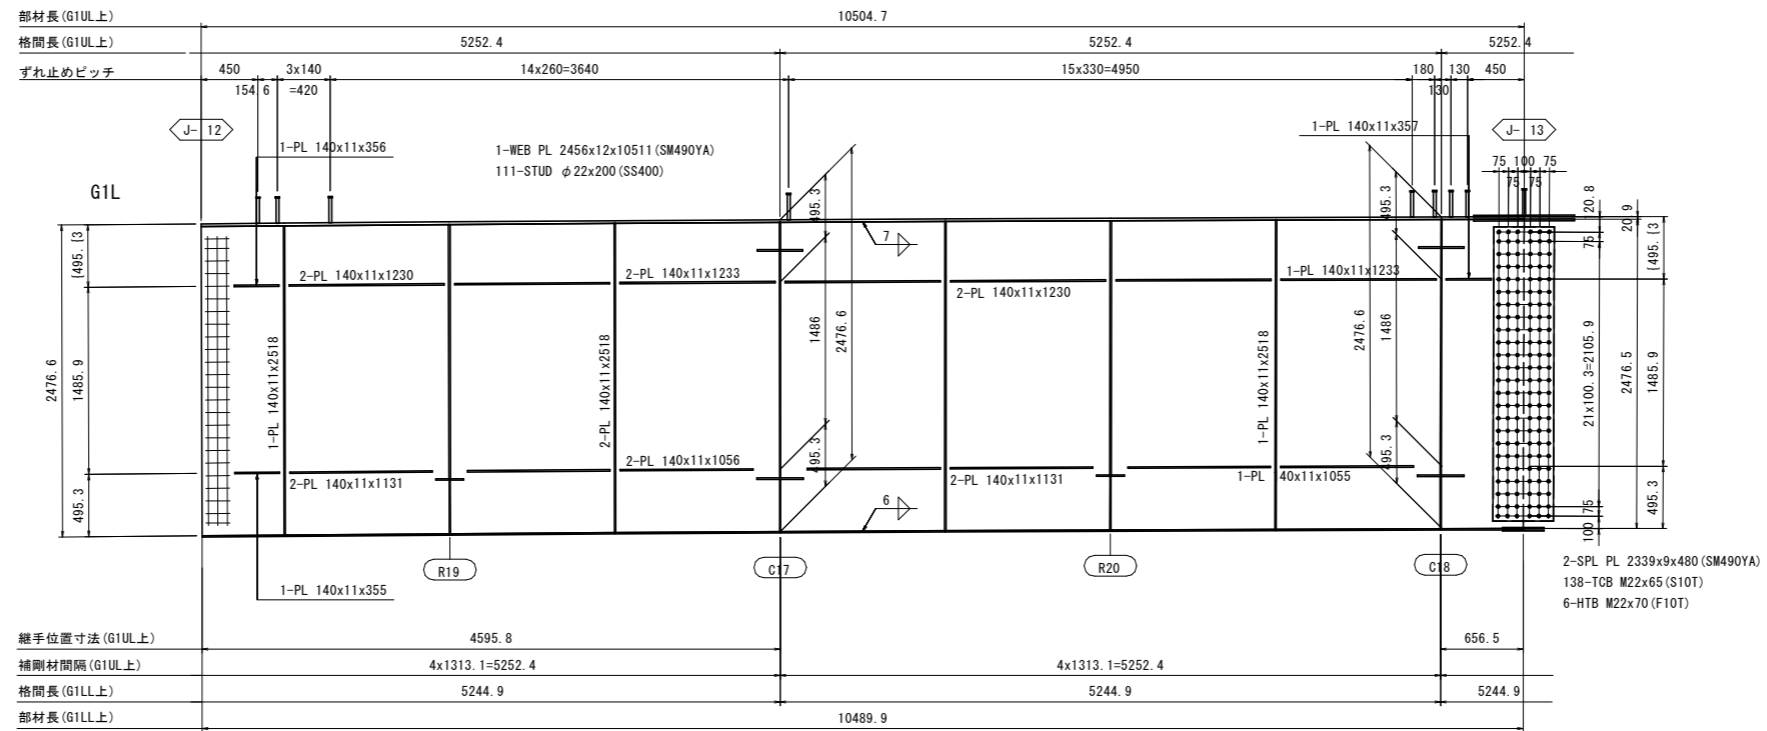 部材長(G1UL上) 10504.7
格間長(G1UL上) 5252.4 5252.4 5252.4
ずれ止めピッチ 450 3x140 14x260=3640 15x330=4950 180 130 450
154 6 =420 130
J- 12 1-PL 140x11x357 J- 13
1-PL 140x11x356 1-WEB PL 2456x12x10511(SM490YA)
111-STUD φ22x200(SS400)
75 100 75
75 75
G1L
495.3 495.3 20.8
20.9
7
[495.[3 75 [495.[3
2-PL 140x11x1230 2-PL 140x11x1233 1-PL 140x11x1233
2-PL 140x11x1230
2476.6 1485.9 1-PL 140x11x2518 2-PL 140x11x2518 1486 2476.6 1-PL 140x11x2518 2476.6 1486 21x100.3=2105.9 2476.5 1485.9
2-PL 140x11x1056 495.3 495.3
2-PL 140x11x1131 2-PL 140x11x1131 1-PL 40x11x1055
495.3 6 75 495.3
100
R19 C17 R20 C18
1-PL 140x11x355
2-SPL PL 2339x9x480(SM490YA)
138-TCB M22x65(S10T)
6-HTB M22x70(F10T)
継手位置寸法(G1UL上) 4595.8 656.5
補剛材間隔(G1UL上) 4x1313.1=5252.4 4x1313.1=5252.4
格間長(G1LL上) 5244.9 5244.9 5244.9
部材長(G1LL上) 10489.9